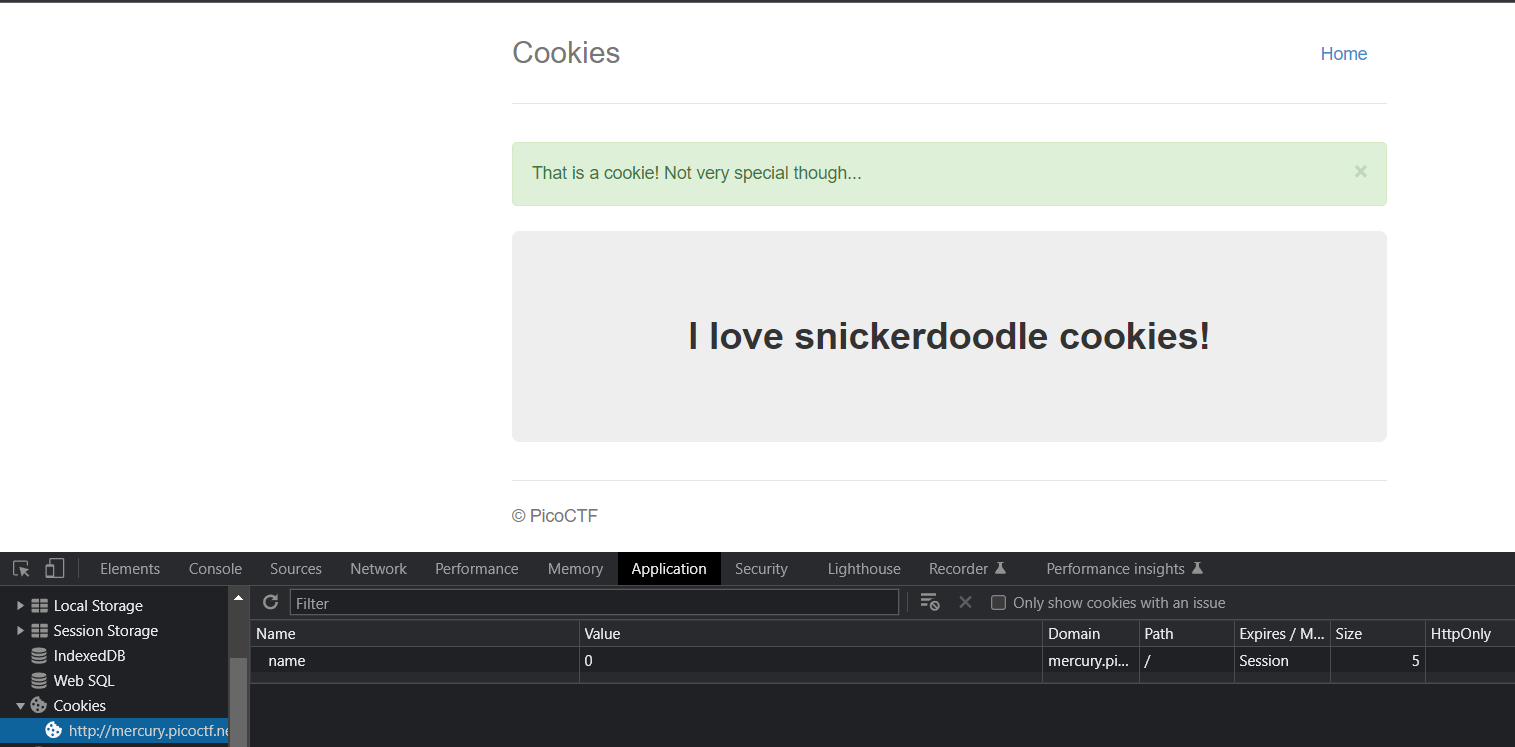 Cookies Home
That is a cookie! Not very special though... ×
I love snickerdoodle cookies!
© PicoCTF
Elements Console Sources Network Performance Memory Application Security Lighthouse Recorder Performance insights
Filter Only show cookies with an issue
Local Storage
Session Storage
IndexedDB
Web SQL
Cookies
http://mercury.picoctf.ne
Name Value Domain Path Expires / M... Size HttpOnly
name 0 mercury.pi... / Session 5